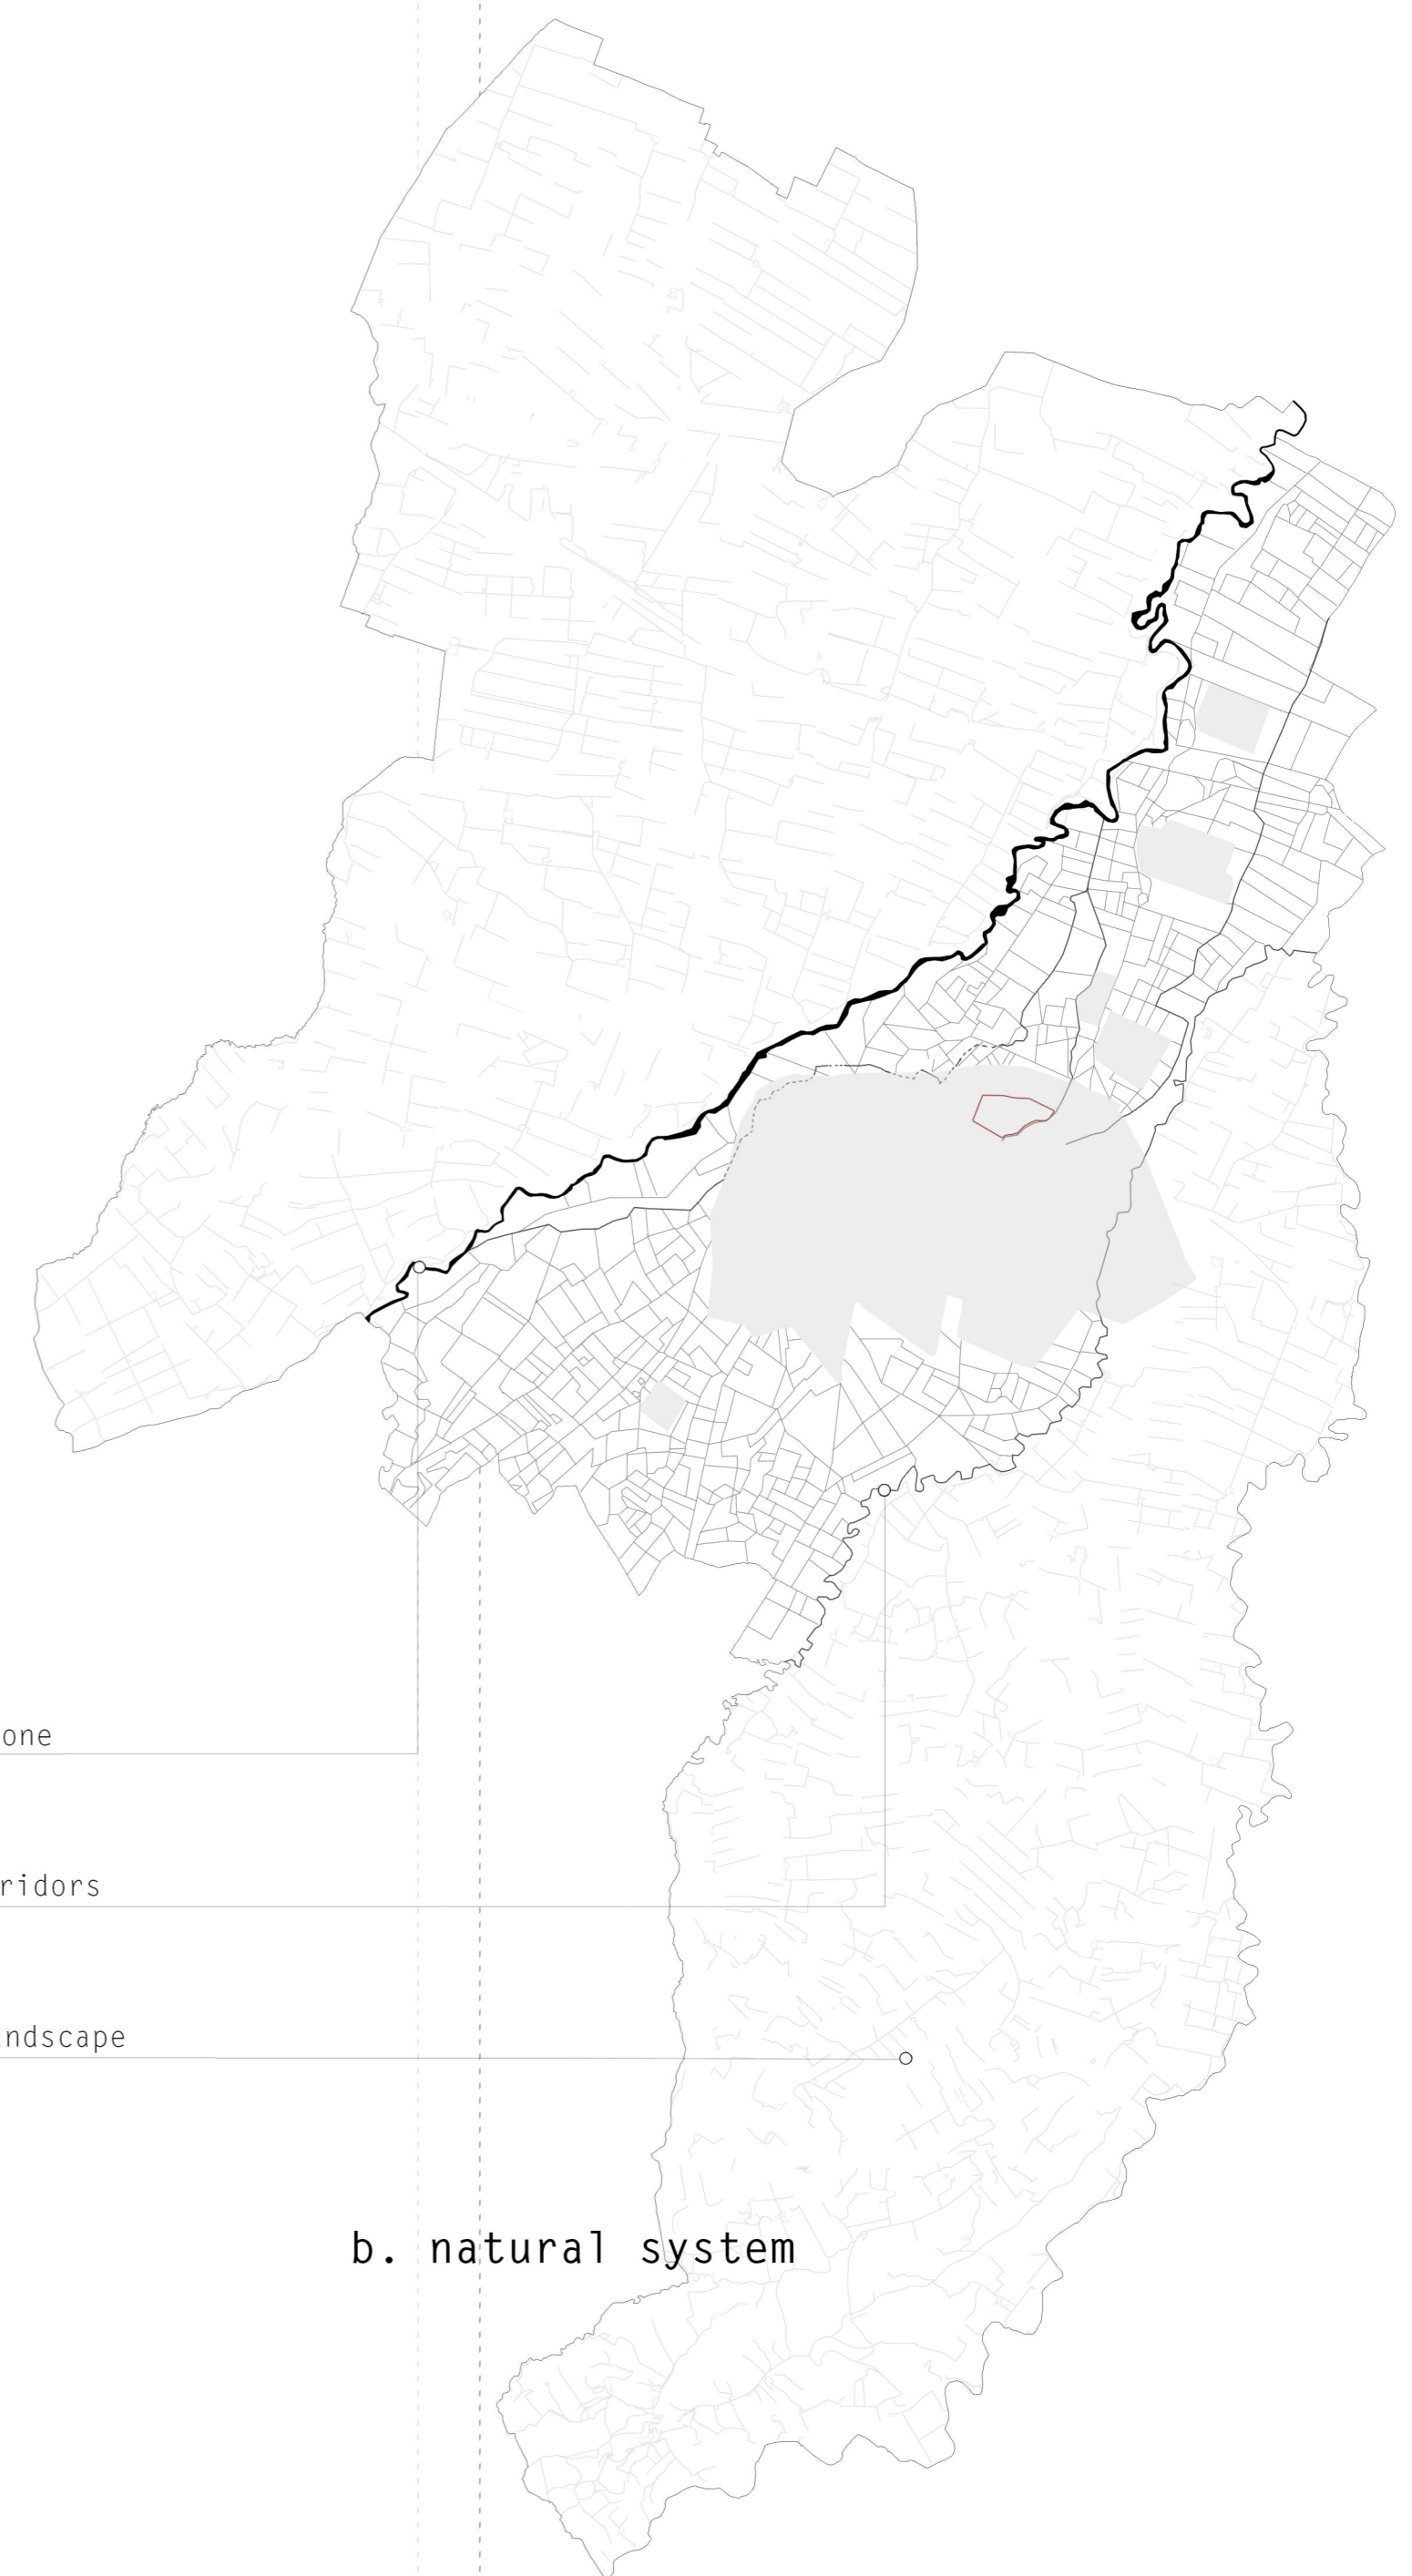 one
ridors
ndscape
b. natural system